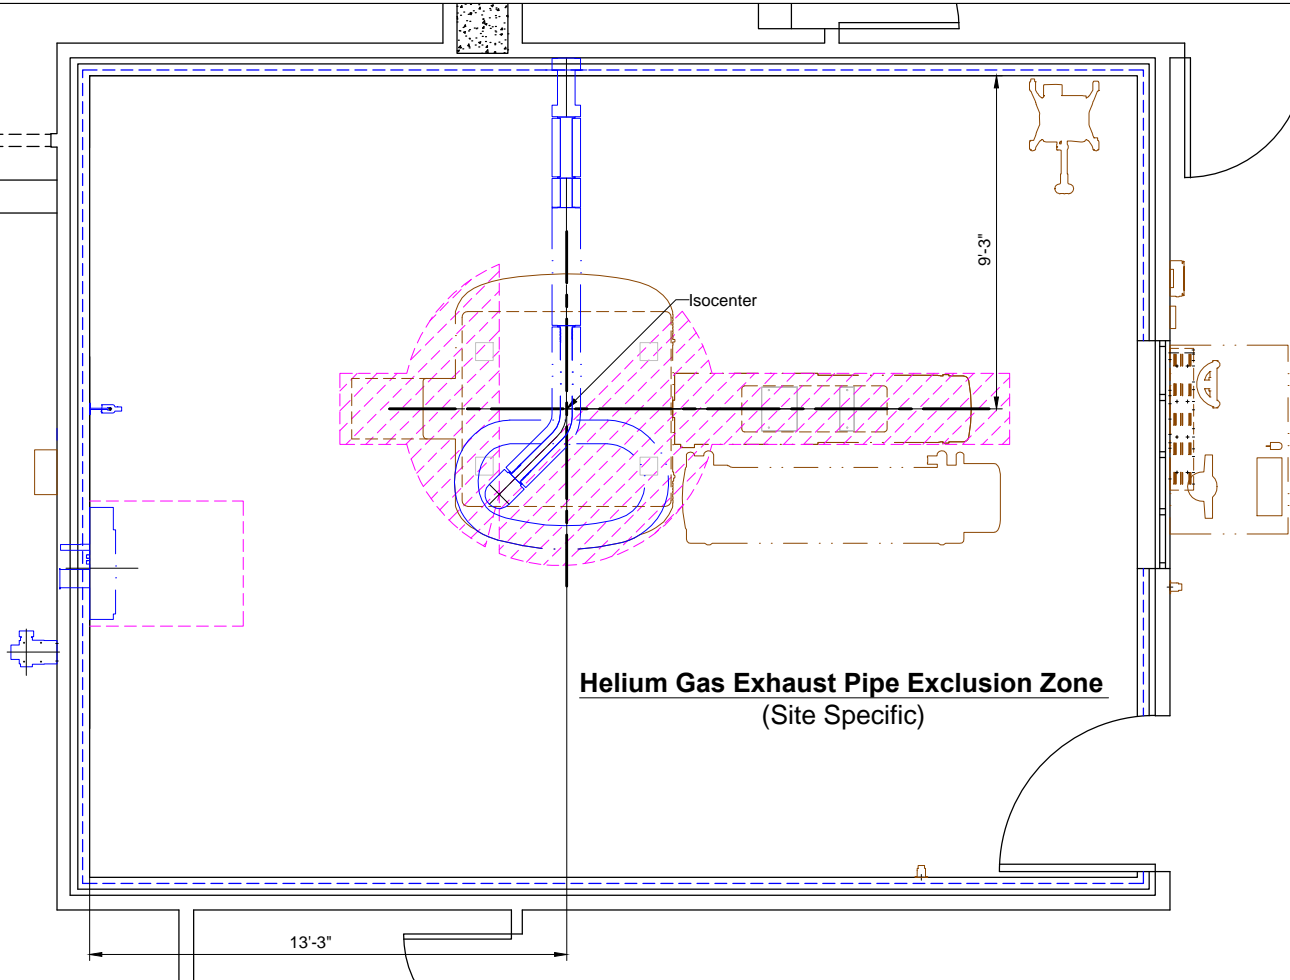 9'-3"
Isocenter
Helium Gas Exhaust Pipe Exclusion Zone
(Site Specific)
13'-3"